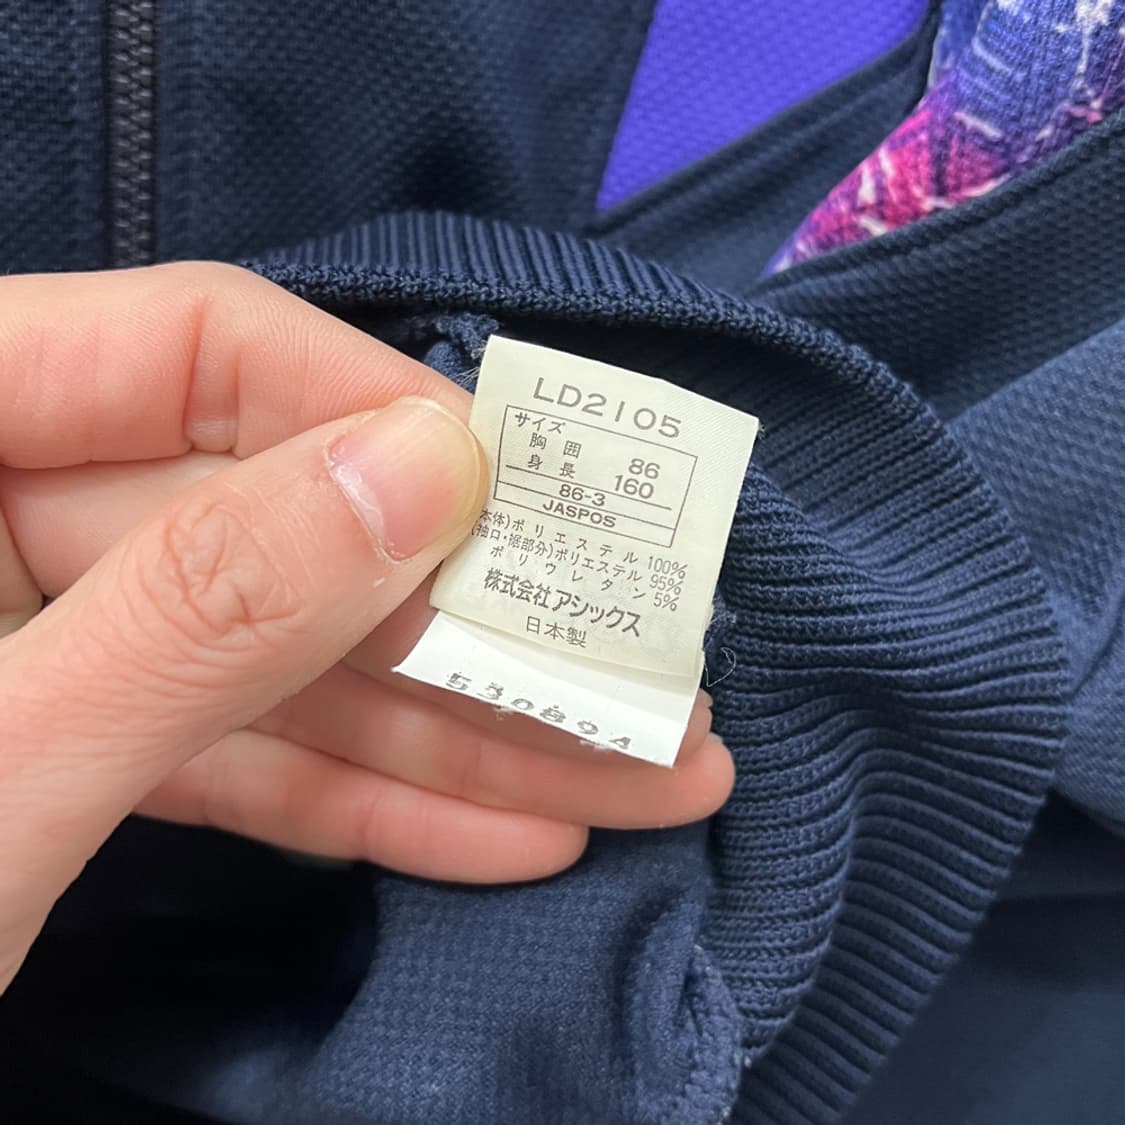 LD2105
サイズ
胸囲 86
身長 160
86-3
JASPOS
本体)ポリエステル 100%
(袖口・裾部分)ポリエステル 95%
ポリウレタン 5%
株式会社アシックス
日本製
53089A